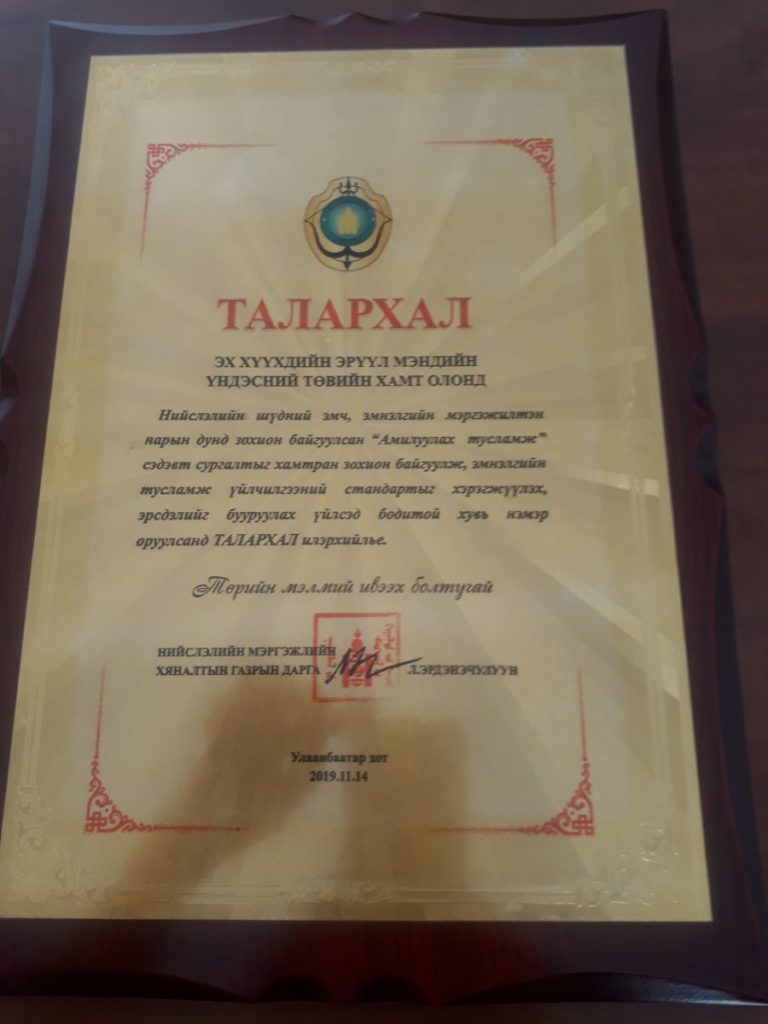 ТАЛАРХАЛ
ЭХ ХҮҮХДИЙН ЭРҮҮЛ МЭНДИЙН
ҮНДЭСНИЙ ТӨВИЙН ХАМТ ОЛОНД
Нийслэлийн шүдний эмч, эмнэлгийн мэргэжилтэн
нарын дунд зохион байгуулсан “Амилуулах тусламж”
сэдэвт сургалтыг хамтран зохион байгуулж, эмнэлгийн
тусламж үйлчилгээний стандартыг хэрэгжүүлэх,
эрсдэлийг бууруулах үйлсэд бодитой хувь нэмэр
оруулсанд ТАЛАРХАЛ илэрхийлье.
Төрийн мэлмий ивээх болтугай
НИЙСЛЭЛИЙН МЭРГЭЖЛИЙН
ХЯНАЛТЫН ГАЗРЫН ДАРГА Л.ЭРДЭНЭЧУЛУУН
Улаанбаатар хот
2019.11.14